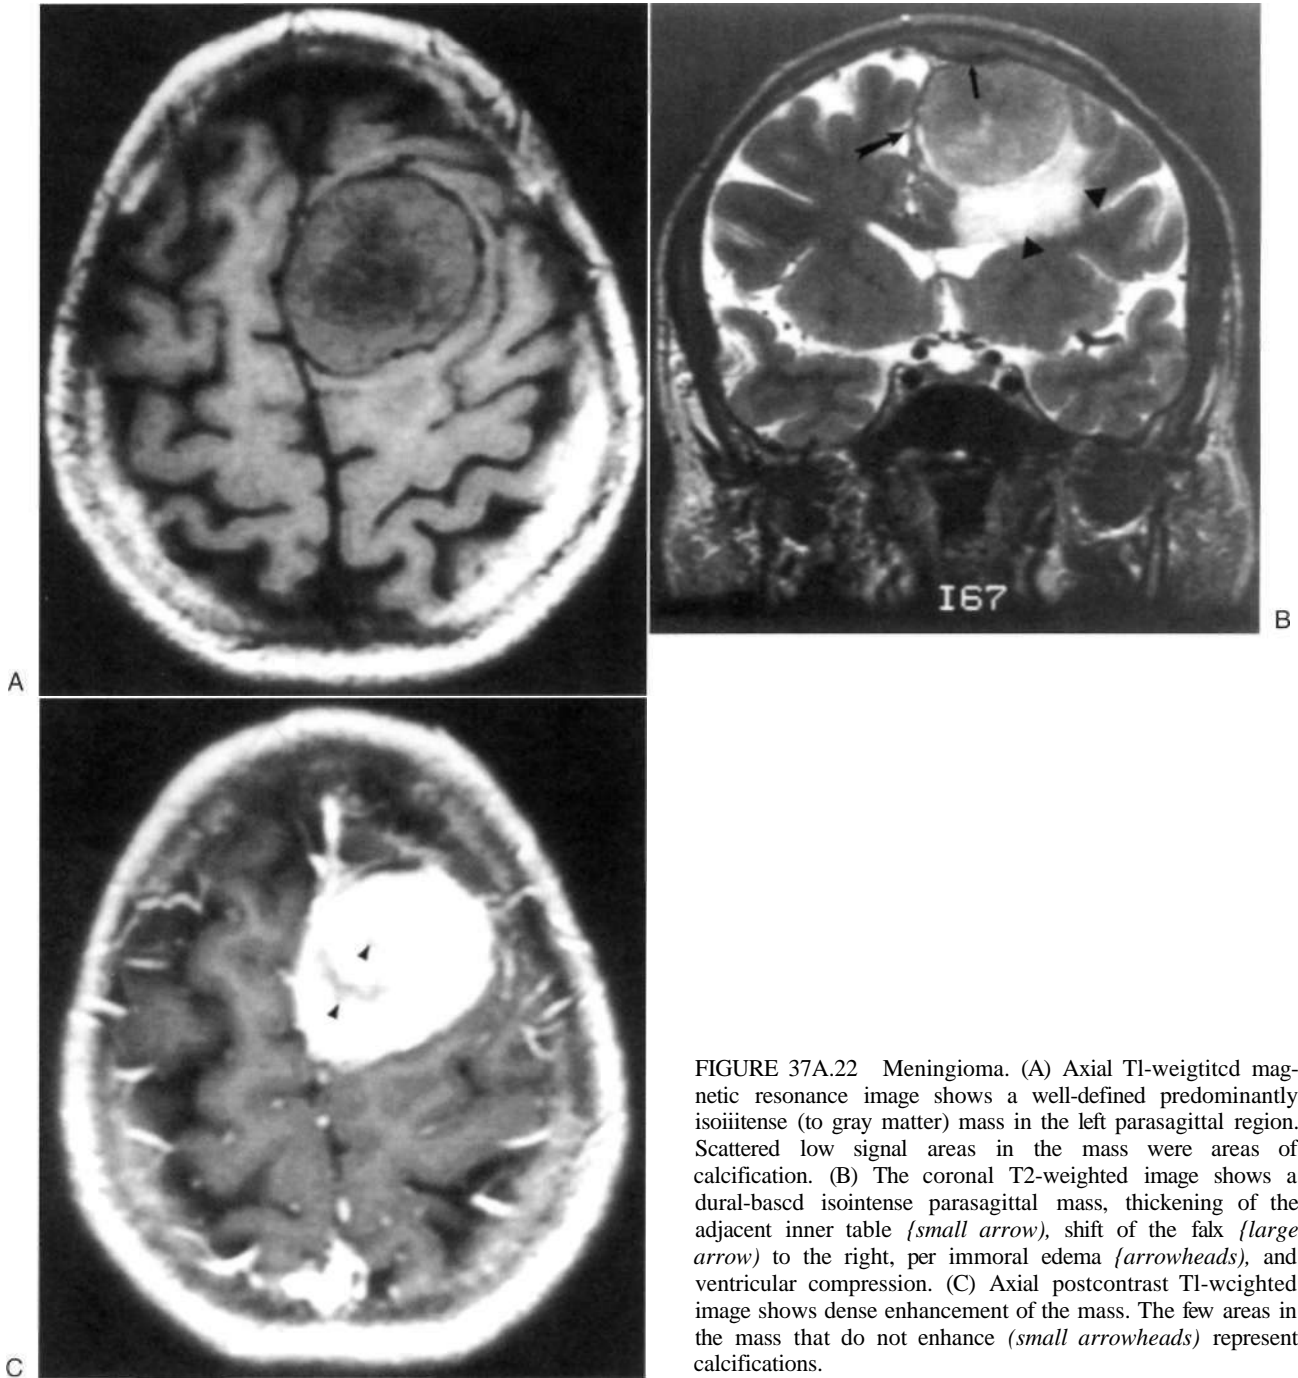 A
I67
B
C
FIGURE 37A.22 Meningioma. (A) Axial Tl-weigtitcd mag-
netic resonance image shows a well-defined predominantly
isoiiitense (to gray matter) mass in the left parasagittal region.
Scattered low signal areas in the mass were areas of
calcification. (B) The coronal T2-weighted image shows a
dural-bascd isointense parasagittal mass, thickening of the
adjacent inner table {small arrow), shift of the falx {large
arrow) to the right, per immoral edema {arrowheads), and
ventricular compression. (C) Axial postcontrast Tl-wcighted
image shows dense enhancement of the mass. The few areas in
the mass that do not enhance (small arrowheads) represent
calcifications.